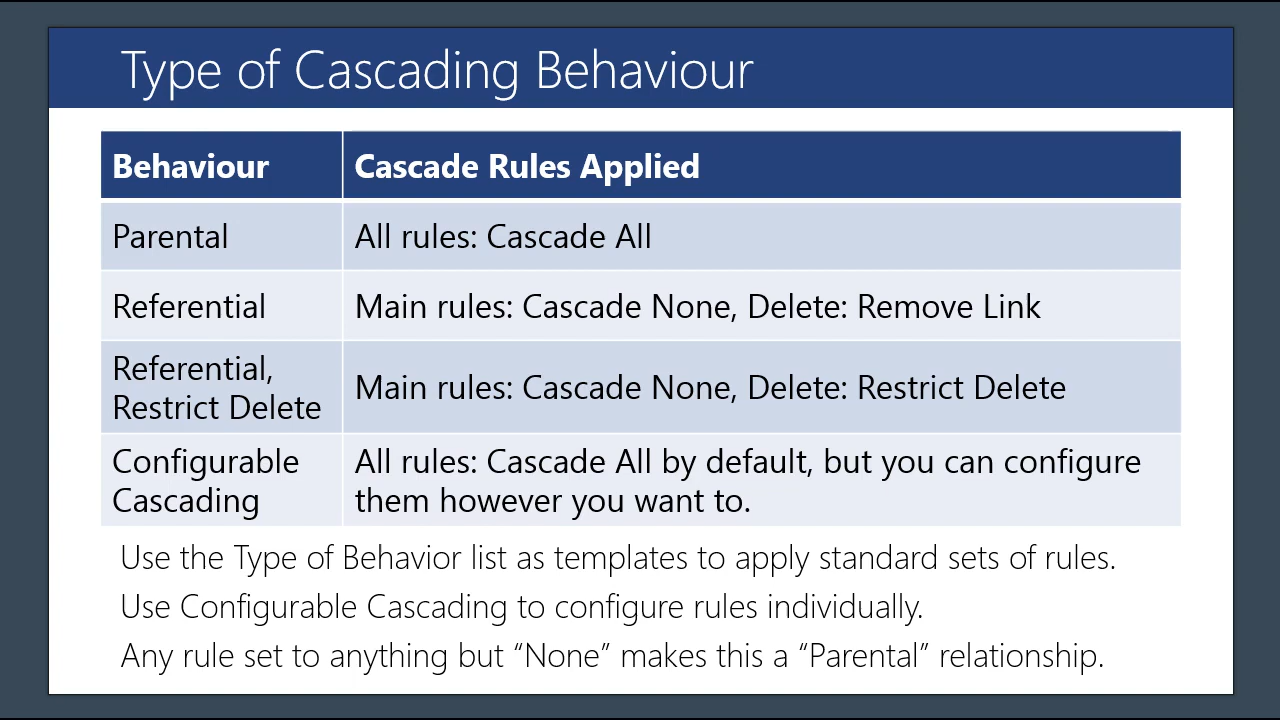 Type of Cascading Behaviour
Behaviour
Cascade Rules Applied
Parental
All rules: Cascade All
Referential
Main rules: Cascade None, Delete: Remove Link
Referential,
Restrict Delete
Main rules: Cascade None, Delete: Restrict Delete
Configurable
Cascading
All rules: Cascade All by default, but you can configure
them however you want to.
Use the Type of Behavior list as templates to apply standard sets of rules.
Use Configurable Cascading to configure rules individually.
Any rule set to anything but “None” makes this a “Parental” relationship.